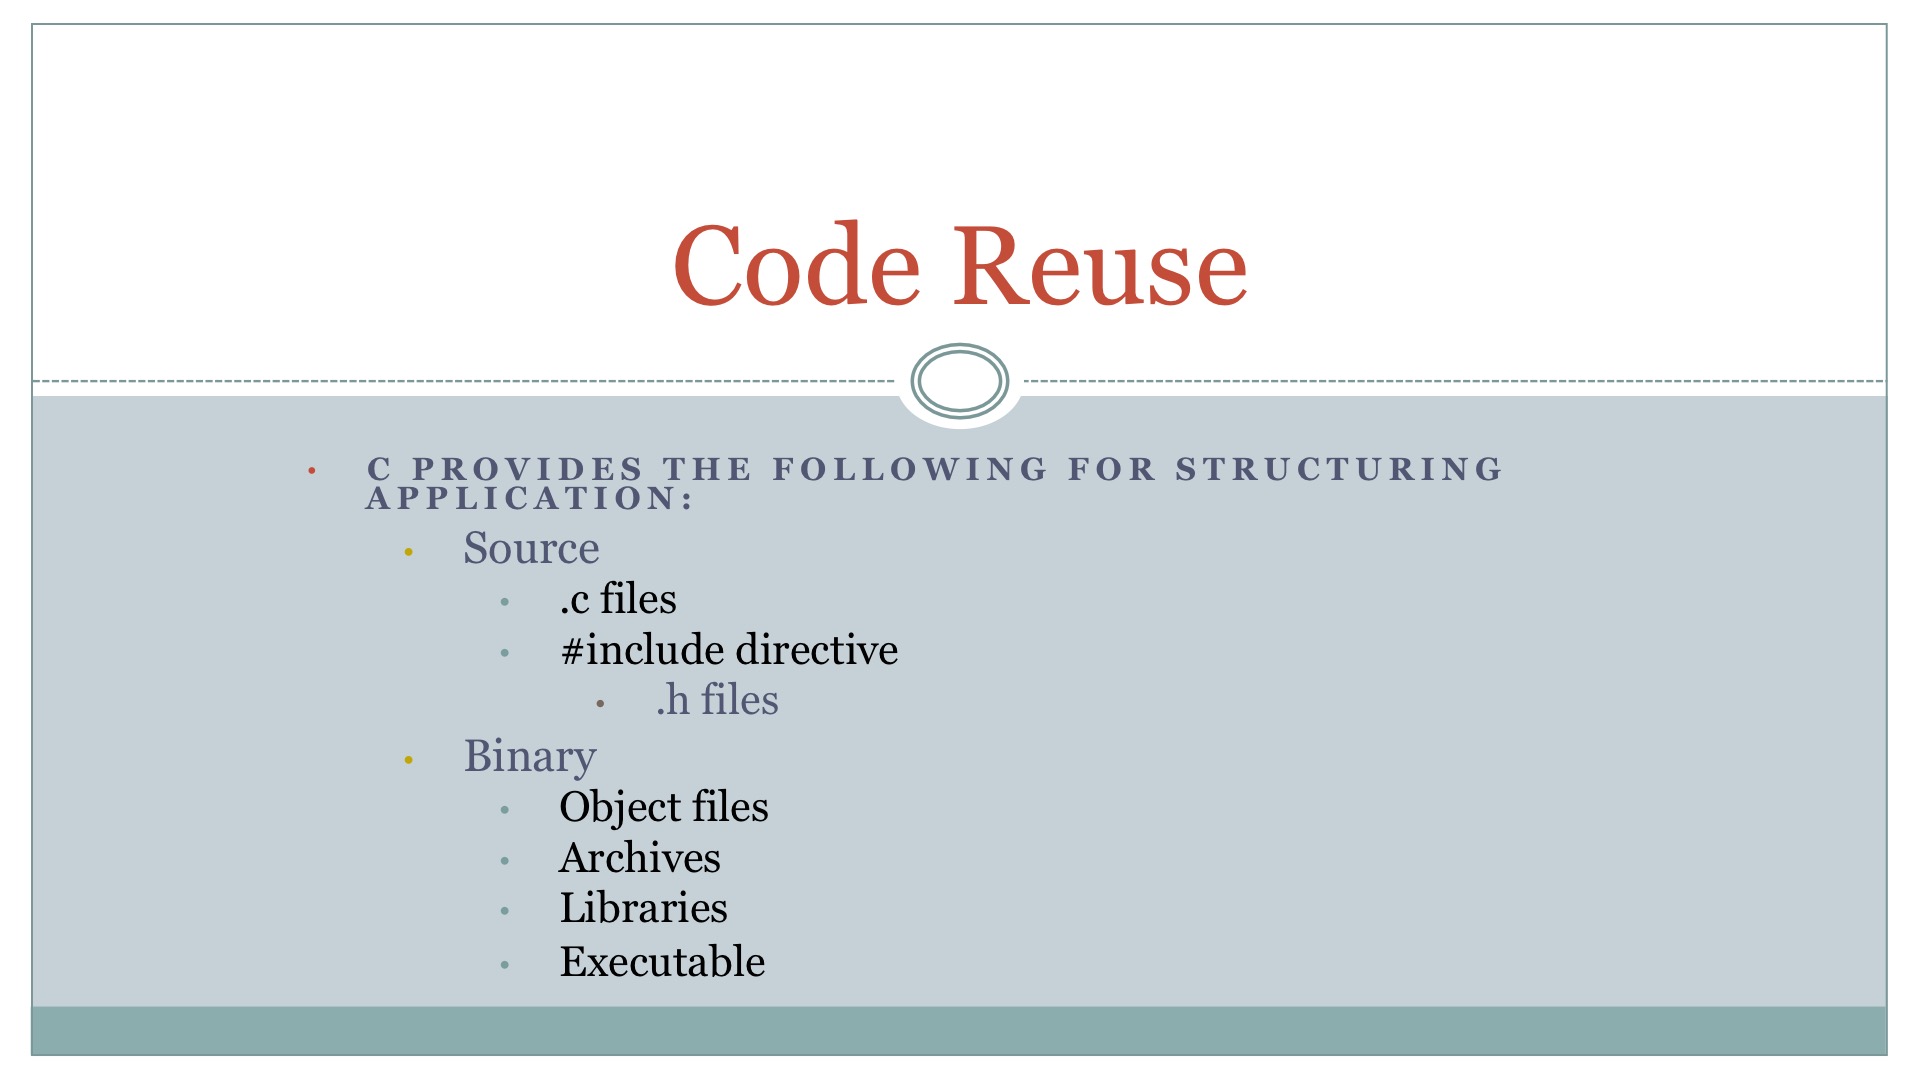 Code Reuse
• C PROVIDES THE FOLLOWING FOR STRUCTURING
APPLICATION:
• Source
• .c files
• #include directive
• .h files
• Binary
• Object files
• Archives
• Libraries
• Executable